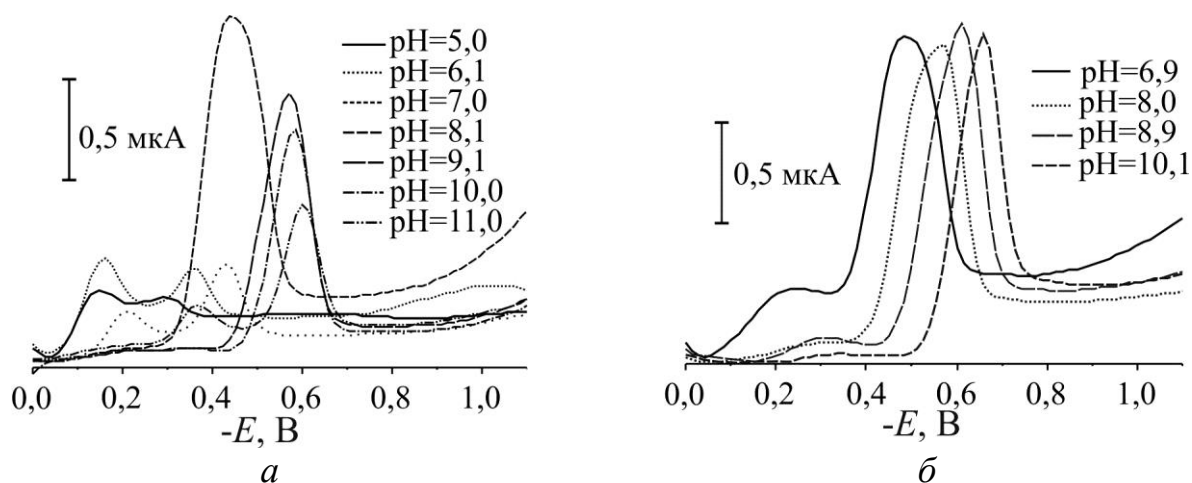 pH=5,0
pH=6,1
pH=7,0
pH=8,1
pH=9,1
pH=10,0
pH=11,0
0,5 мкА
0,0 0,2 0,4 0,6 0,8 1,0
-E, В
а
pH=6,9
pH=8,0
pH=8,9
pH=10,1
0,5 мкА
0,0 0,2 0,4 0,6 0,8 1,0
-E, В
б